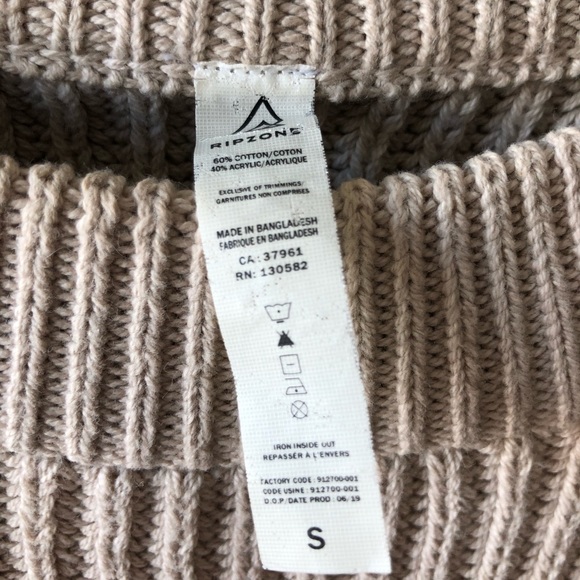 RIPZONE
60% COTTON/COTON
40% ACRYLIC/ACRYLIQUE
EXCLUSIVE OF TRIMMINGS/
GARNITURES NON COMPRISES
MADE IN BANGLADESH
FABRIQUE EN BANGLADESH
CA: 37961
RN: 130582
IRON INSIDE OUT
REPASSER À L'ENVERS
FACTORY CODE: 912700-001
CODE USINE: 912700-001
D.O.P/DATE PROD: 06/19
S